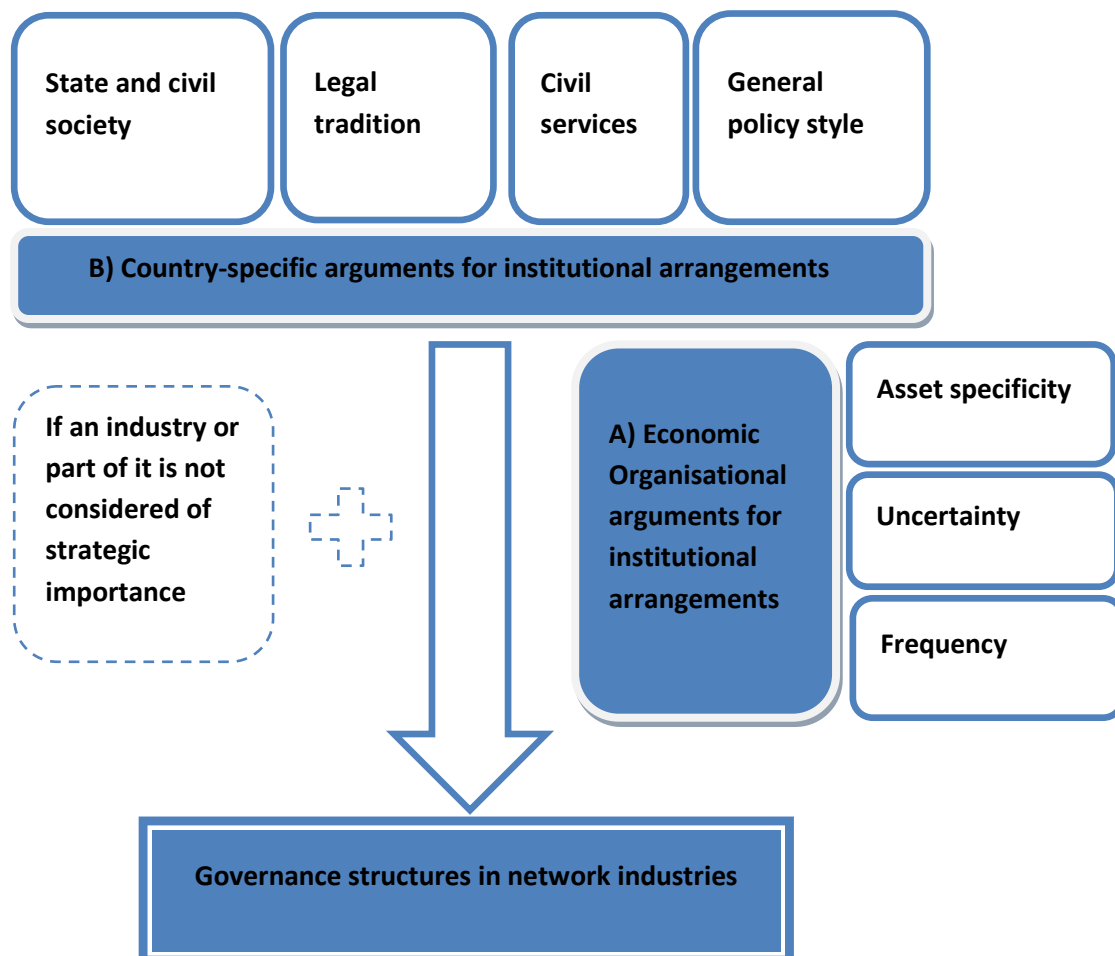 State and civil
society
Legal
tradition
Civil
services
General
policy style
B) Country-specific arguments for institutional arrangements
If an industry or
part of it is not
considered of
strategic
importance
A) Economic
Organisational
arguments for
institutional
arrangements
Asset specificity
Uncertainty
Frequency
Governance structures in network industries